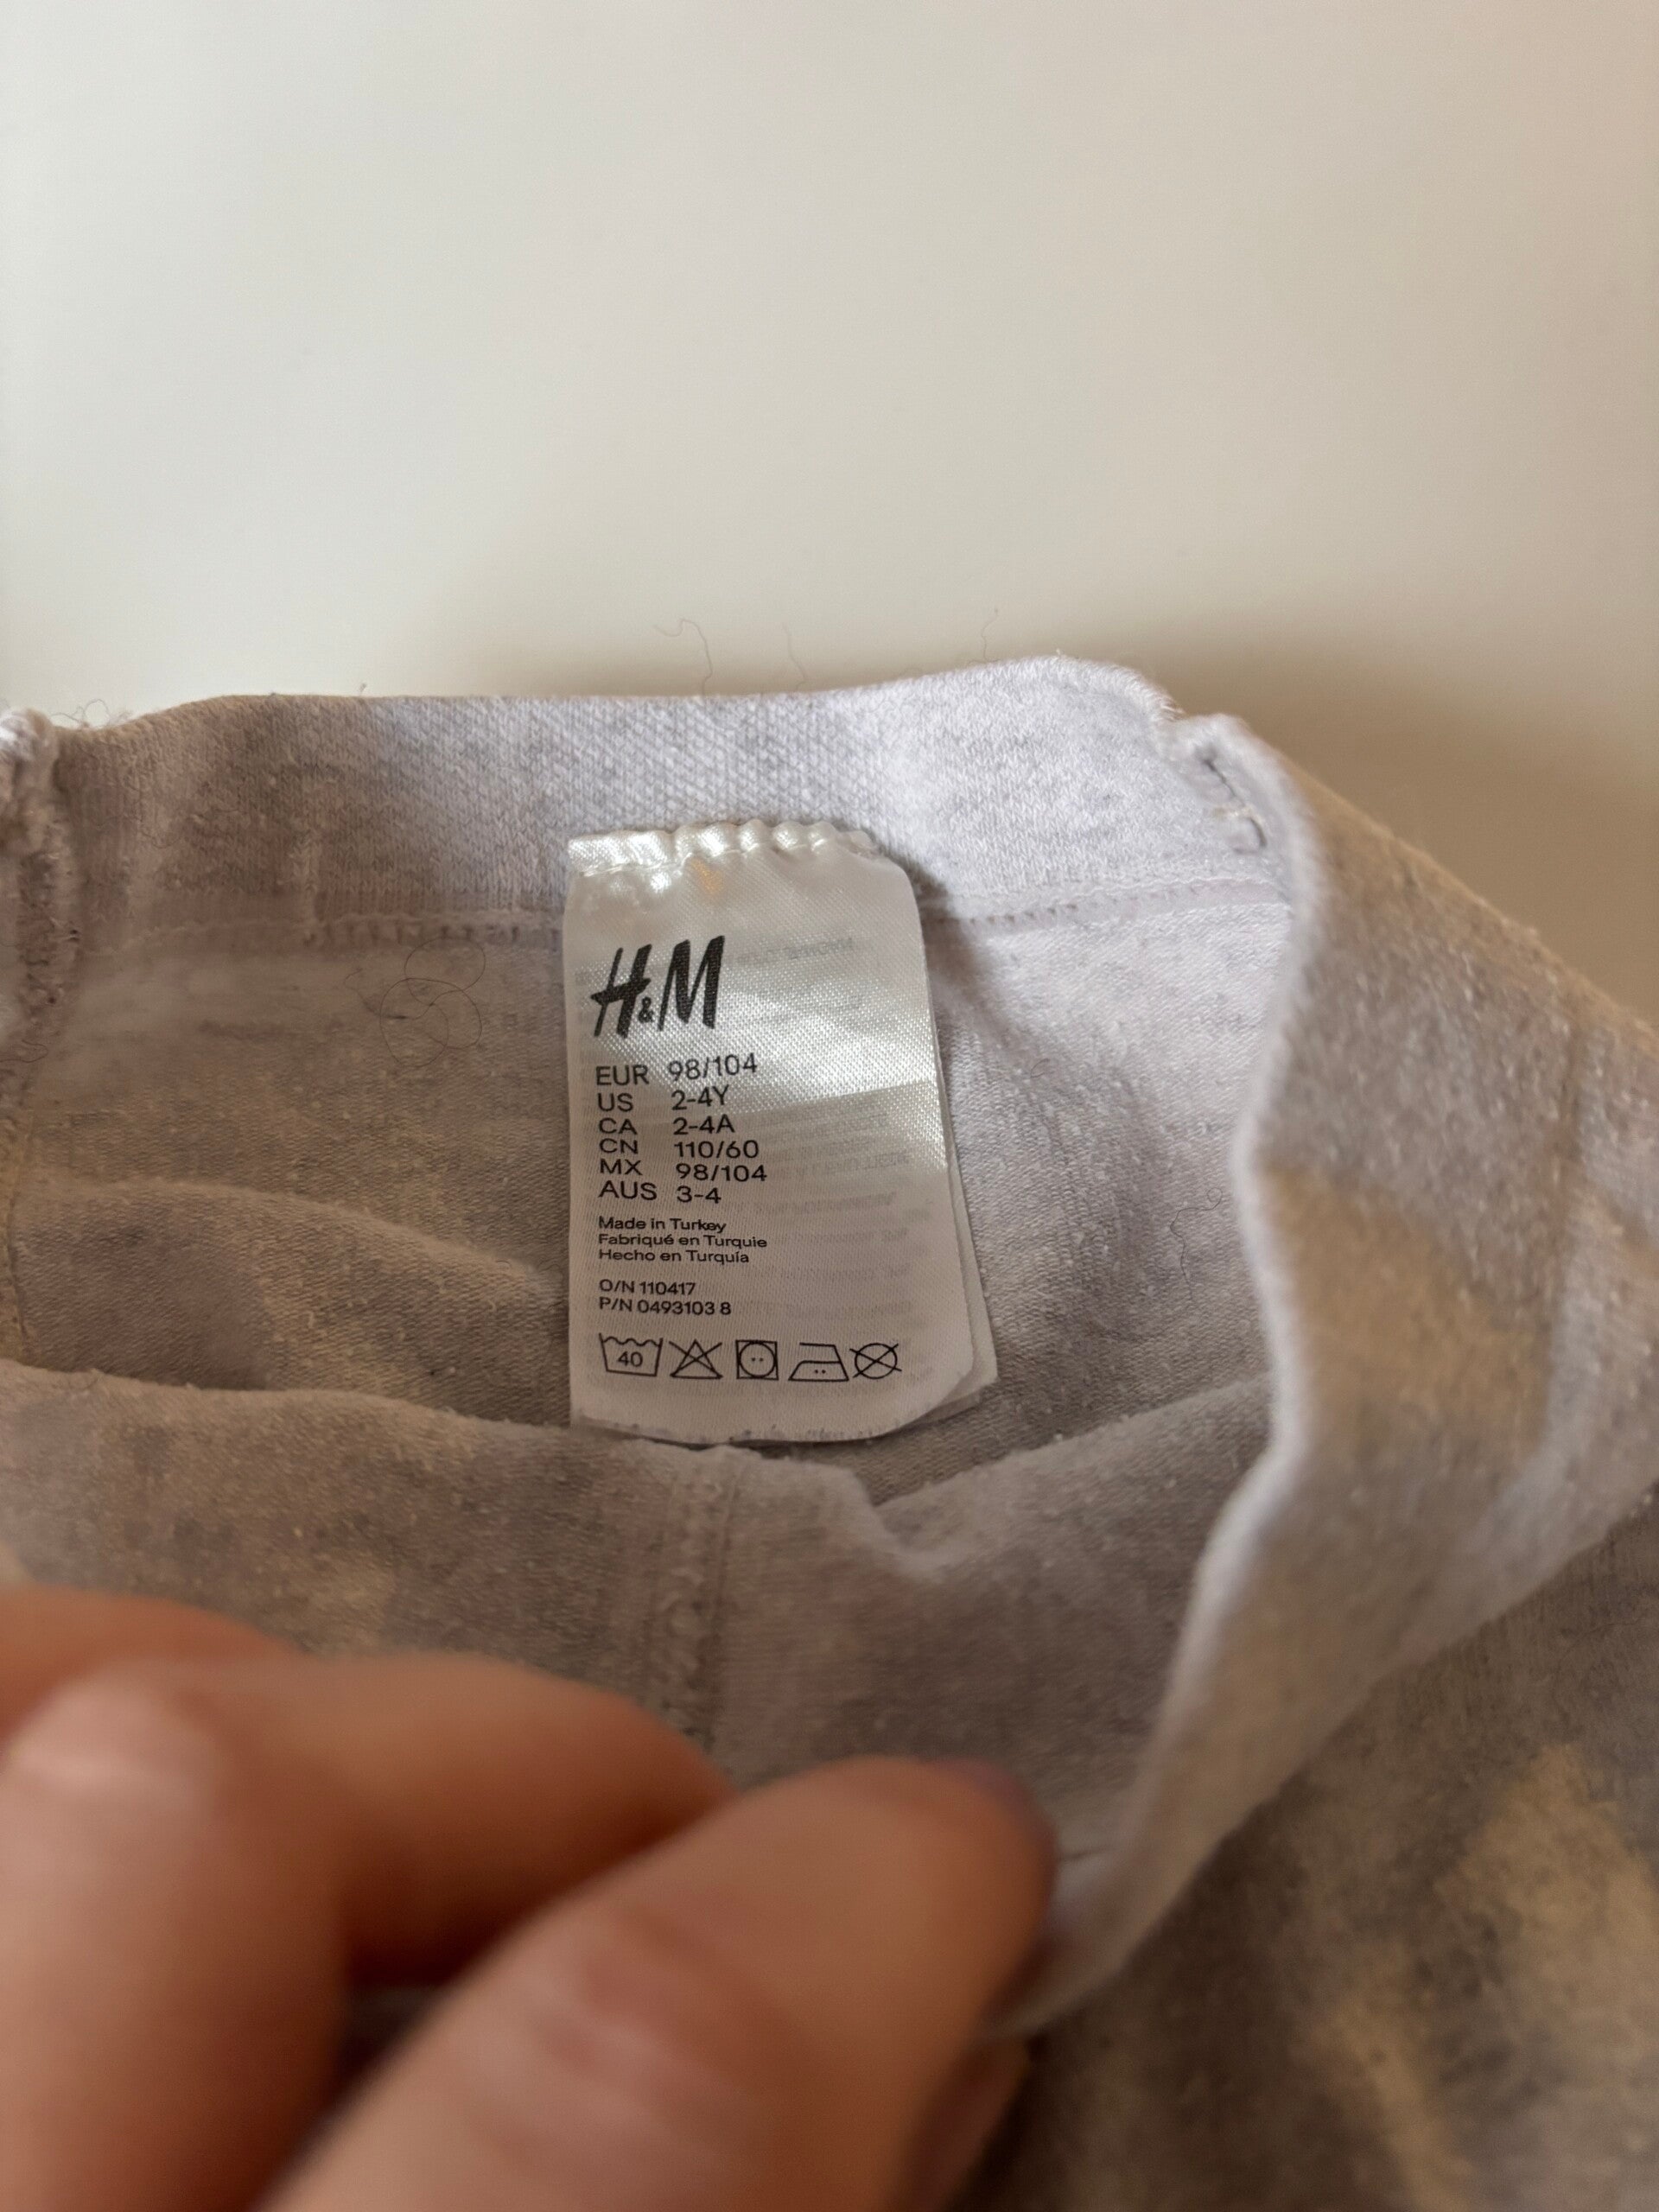 H&M
EUR 98/104
US 2-4Y
CA 2-4A
CN 110/60
MX 98/104
AUS 3-4
Made in Turkey
Fabriqué en Turquie
Hecho en Turquía
O/N 110417
P/N 0493103 8
40